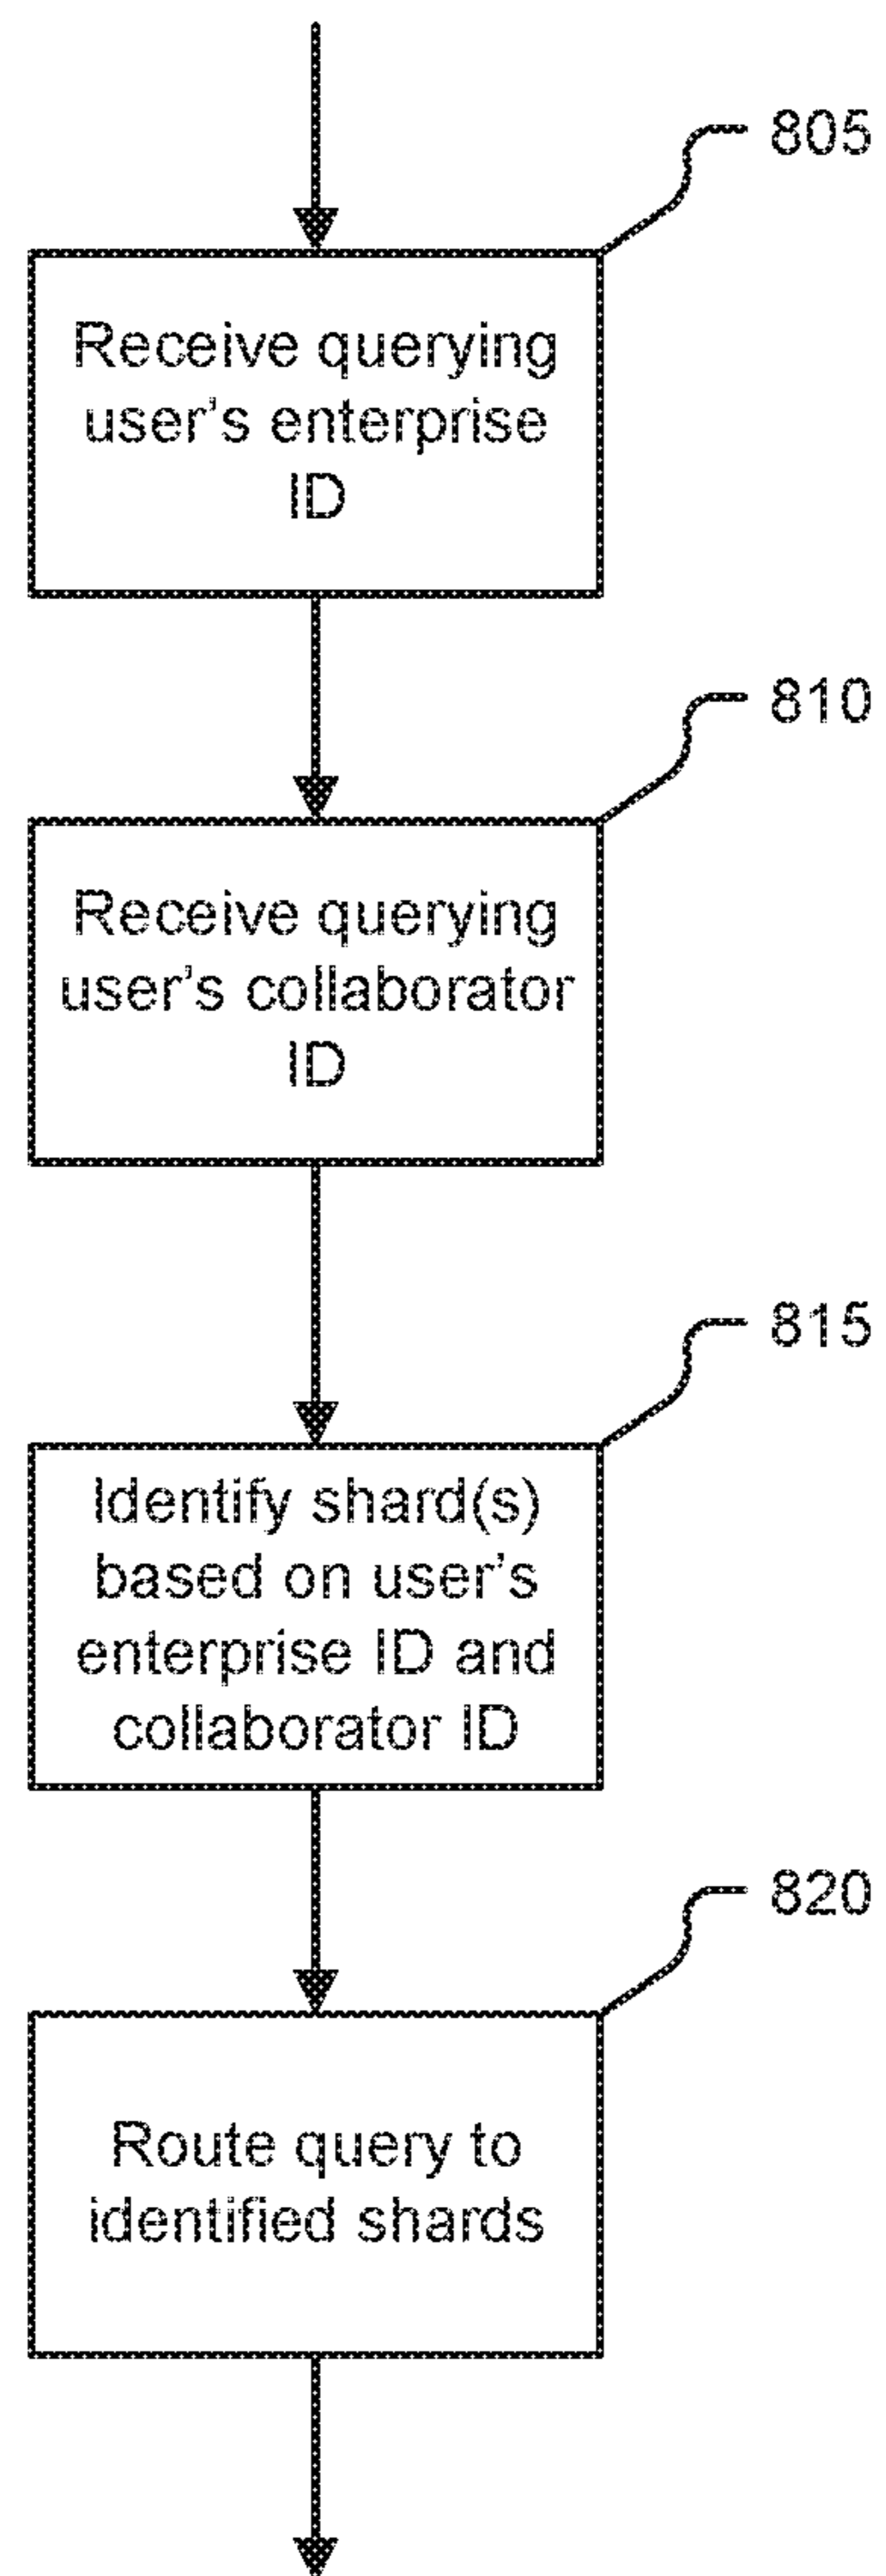 805
Receive querying
user's enterprise
ID
810
Receive querying
user's collaborator
ID
815
Identify shard(s)
based on user's
enterprise ID and
collaborator ID
820
Route query to
identified shards